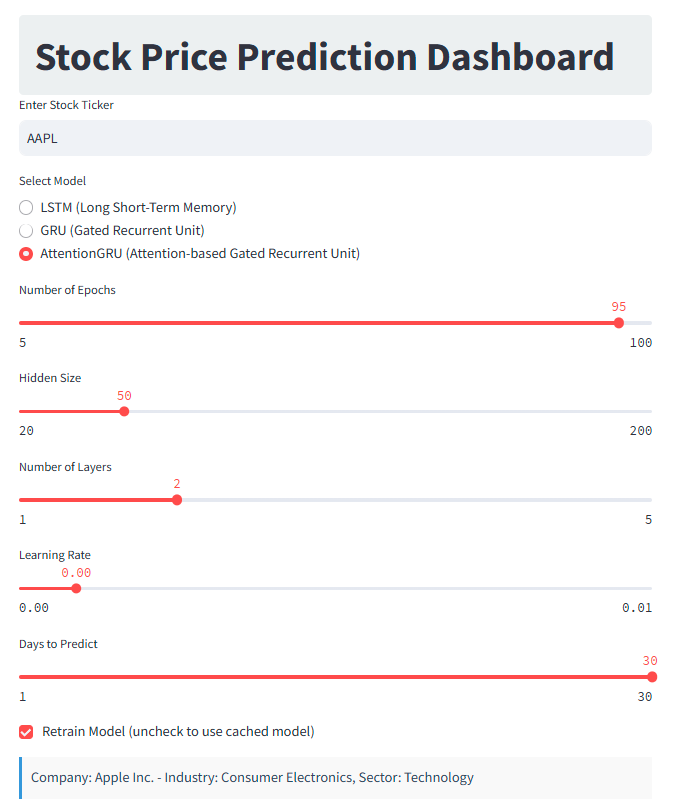 Stock Price Prediction Dashboard
Enter Stock Ticker
AAPL
Select Model
LSTM (Long Short-Term Memory)
GRU (Gated Recurrent Unit)
AttentionGRU (Attention-based Gated Recurrent Unit)
Number of Epochs
95
5 100
Hidden Size
50
20 200
Number of Layers
2
1 5
Learning Rate
0.00
0.00 0.01
Days to Predict
30
1 30
Retrain Model (uncheck to use cached model)
Company: Apple Inc. - Industry: Consumer Electronics, Sector: Technology